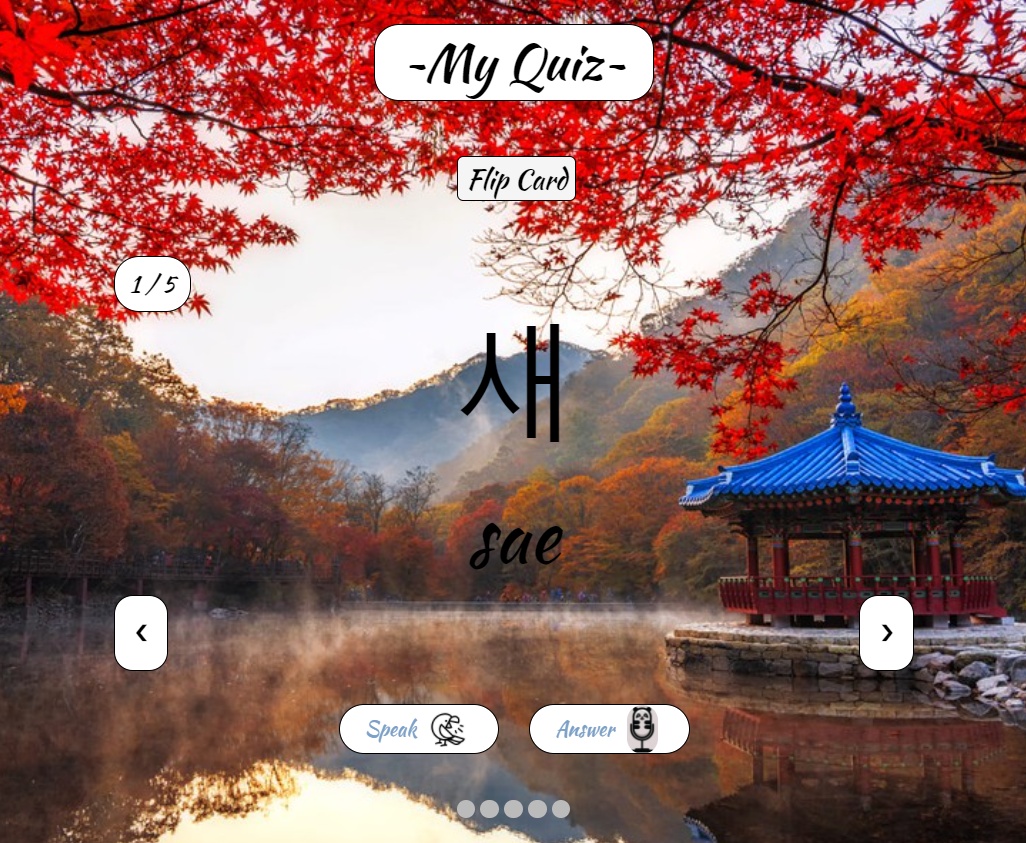 -My Quiz-
Flip Card
1 / 5
새
sae
‹
›
Speak
Answer